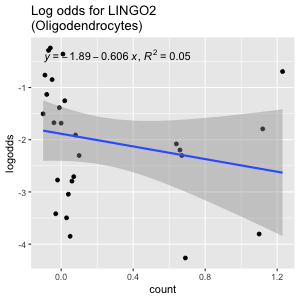 Log odds for LINGO2
(Oligodendrocytes)
y = −1.89 − 0.606 x, R² = 0.05
-1
-2
-3
-4
logodds
0.0 0.4 0.8 1.2
count